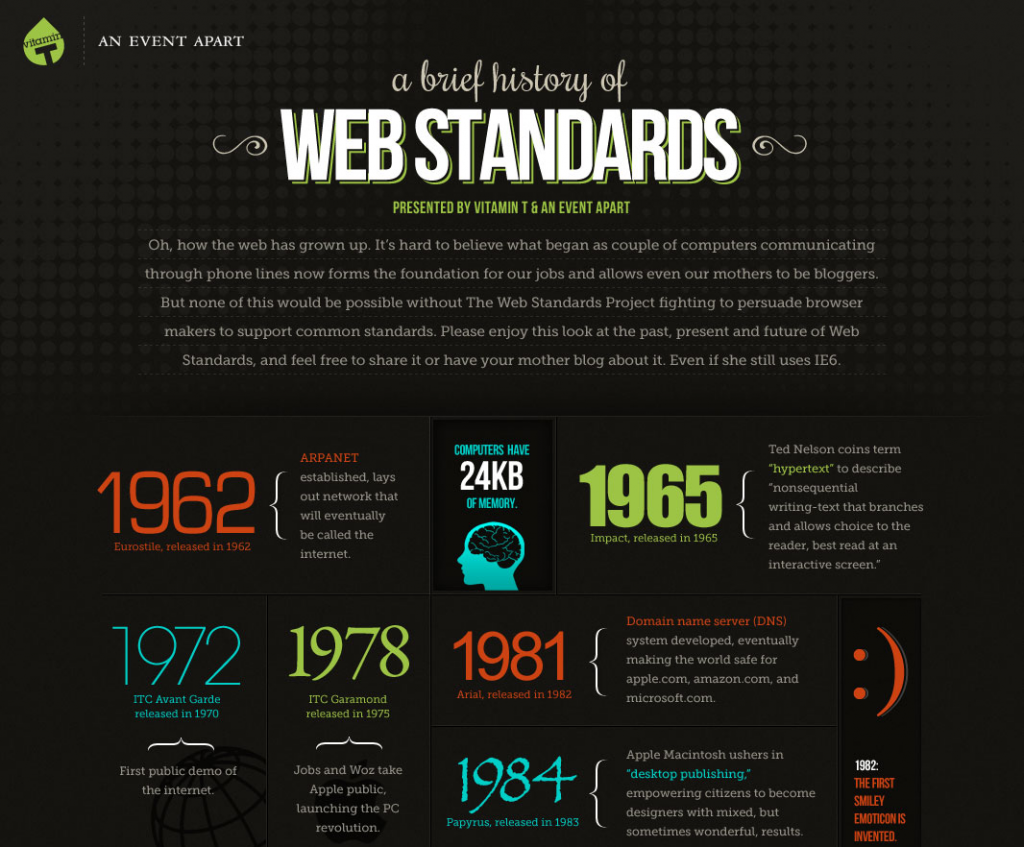 vitamin
T
AN EVENT APART
a brief history of
WEB STANDARDS
PRESENTED BY VITAMIN T & AN EVENT APART
Oh, how the web has grown up. It's hard to believe what began as couple of computers communicating
through phone lines now forms the foundation for our jobs and allows even our mothers to be bloggers.
But none of this would be possible without The Web Standards Project fighting to persuade browser
makers to support common standards. Please enjoy this look at the past, present and future of Web
Standards, and feel free to share it or have your mother blog about it. Even if she still uses IE6.
1962
Eurostile, released in 1962
ARPANET
established, lays
out network that
will eventually
be called the
internet.
COMPUTERS HAVE
24KB
OF MEMORY.
1965
Impact, released in 1965
Ted Nelson coins term
"hypertext" to describe
"nonsequential
writing-text that branches
and allows choice to the
reader, best read at an
interactive screen."
1972
ITC Avant Garde
released in 1970
First public demo of
the internet.
1978
ITC Garamond
released in 1975
Jobs and Woz take
Apple public,
launching the PC
revolution.
1981
Arial, released in 1982
Domain name server (DNS)
system developed, eventually
making the world safe for
apple.com, amazon.com, and
microsoft.com.
1984
Papyrus, released in 1983
Apple Macintosh ushers in
"desktop publishing,"
empowering citizens to become
designers with mixed, but
sometimes wonderful, results.
:)
1982:
THE FIRST
SMILEY
EMOTICON IS
INVENTED.